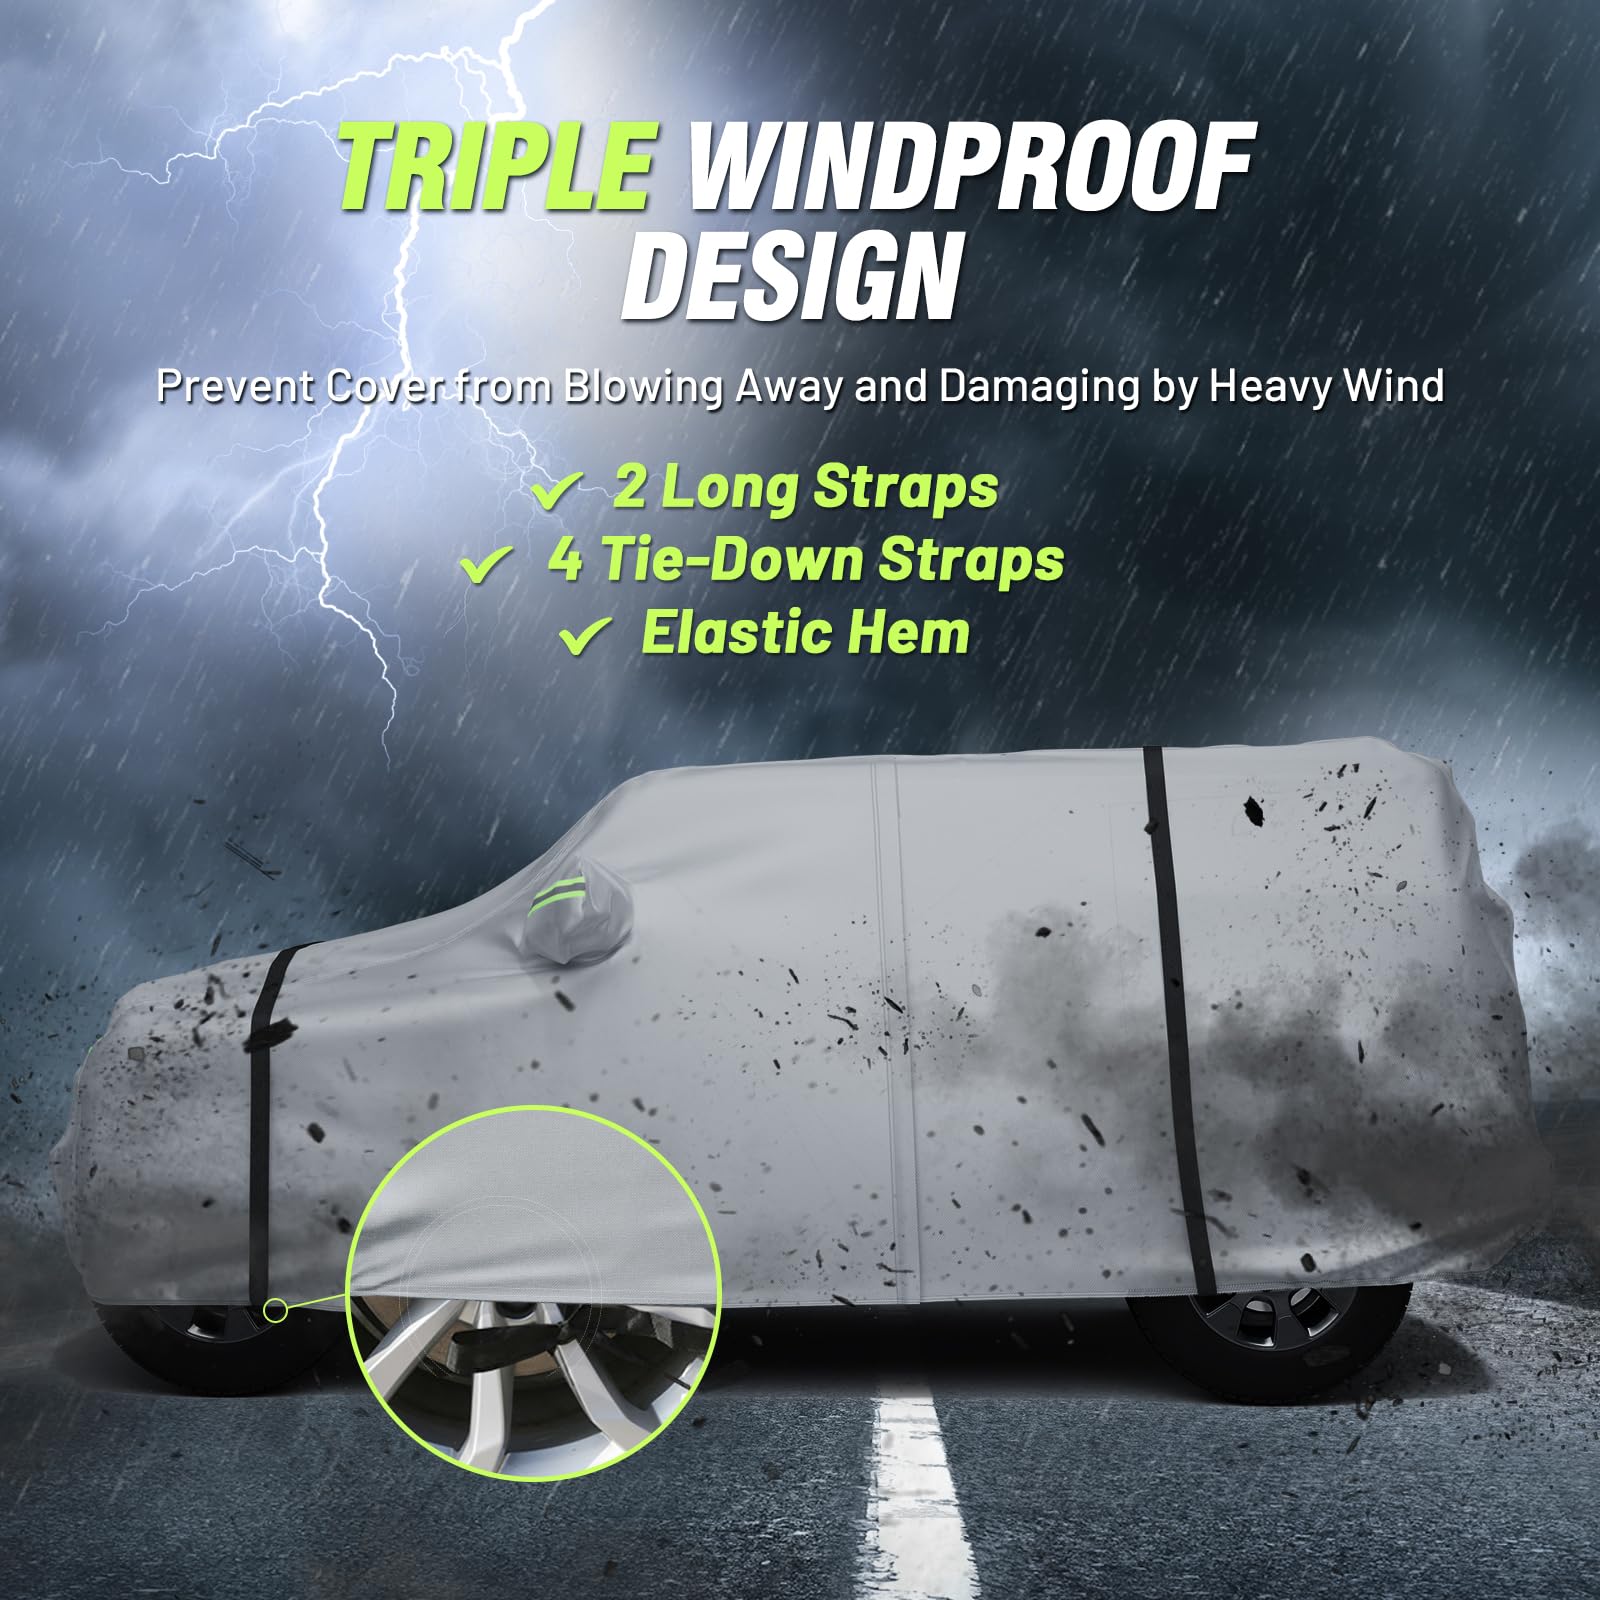 TRIPLE WINDPROOF
DESIGN
Prevent Cover from Blowing Away and Damaging by Heavy Wind
2 Long Straps
4 Tie-Down Straps
Elastic Hem